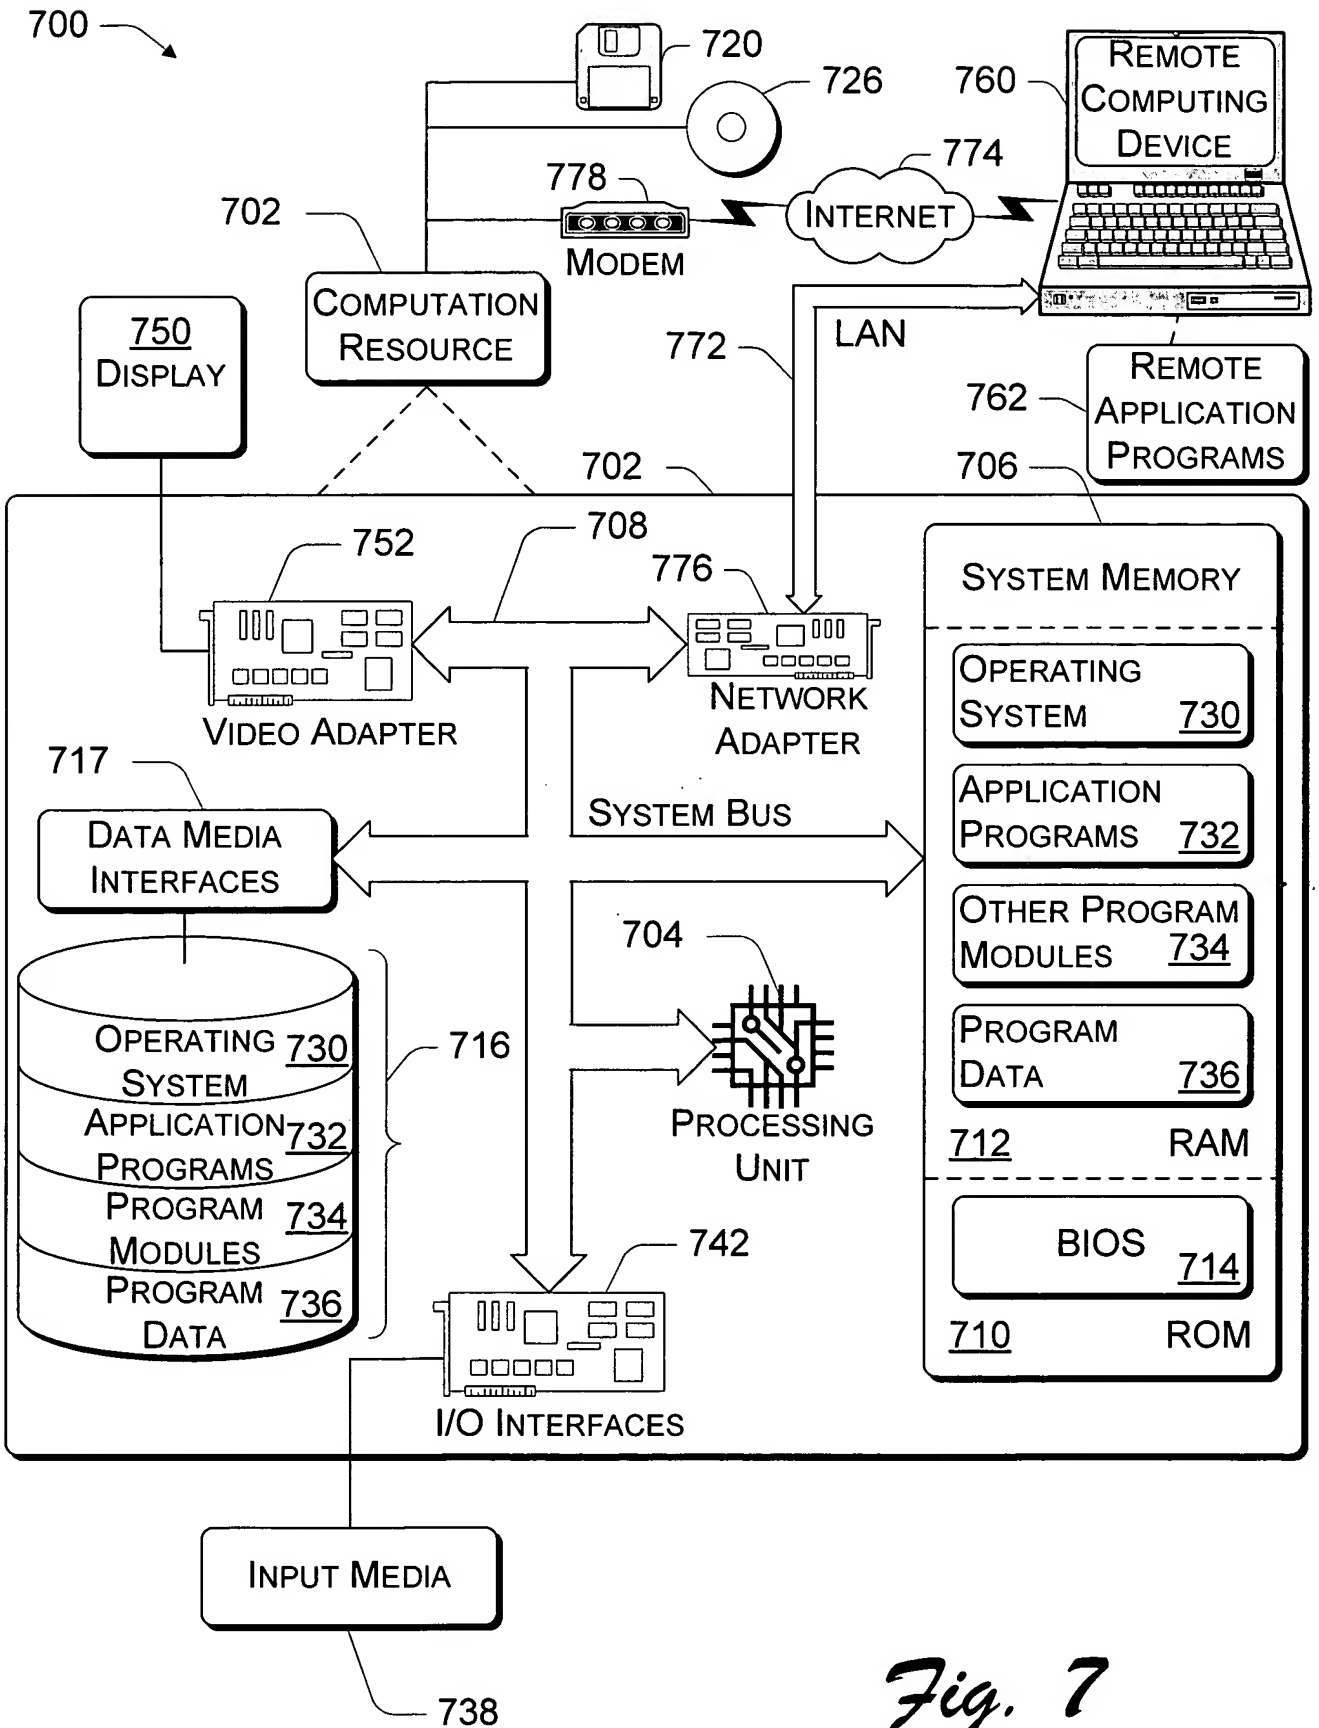 700
720
726
760
REMOTE
COMPUTING
DEVICE
774
778
INTERNET
MODEM
702
COMPUTATION
RESOURCE
750
DISPLAY
772
LAN
762
REMOTE
APPLICATION
PROGRAMS
702
706
752
708
776
SYSTEM MEMORY
VIDEO ADAPTER
NETWORK
ADAPTER
OPERATING
SYSTEM 730
717
DATA MEDIA
INTERFACES
SYSTEM BUS
APPLICATION
PROGRAMS 732
OTHER PROGRAM
MODULES 734
704
PROCESSING
UNIT
PROGRAM
DATA 736
712 RAM
OPERATING 730
SYSTEM
716
APPLICATION 732
PROGRAMS
PROGRAM 734
MODULES
PROGRAM 736
DATA
742
BIOS 714
710 ROM
I/O INTERFACES
INPUT MEDIA
738
Fig. 7